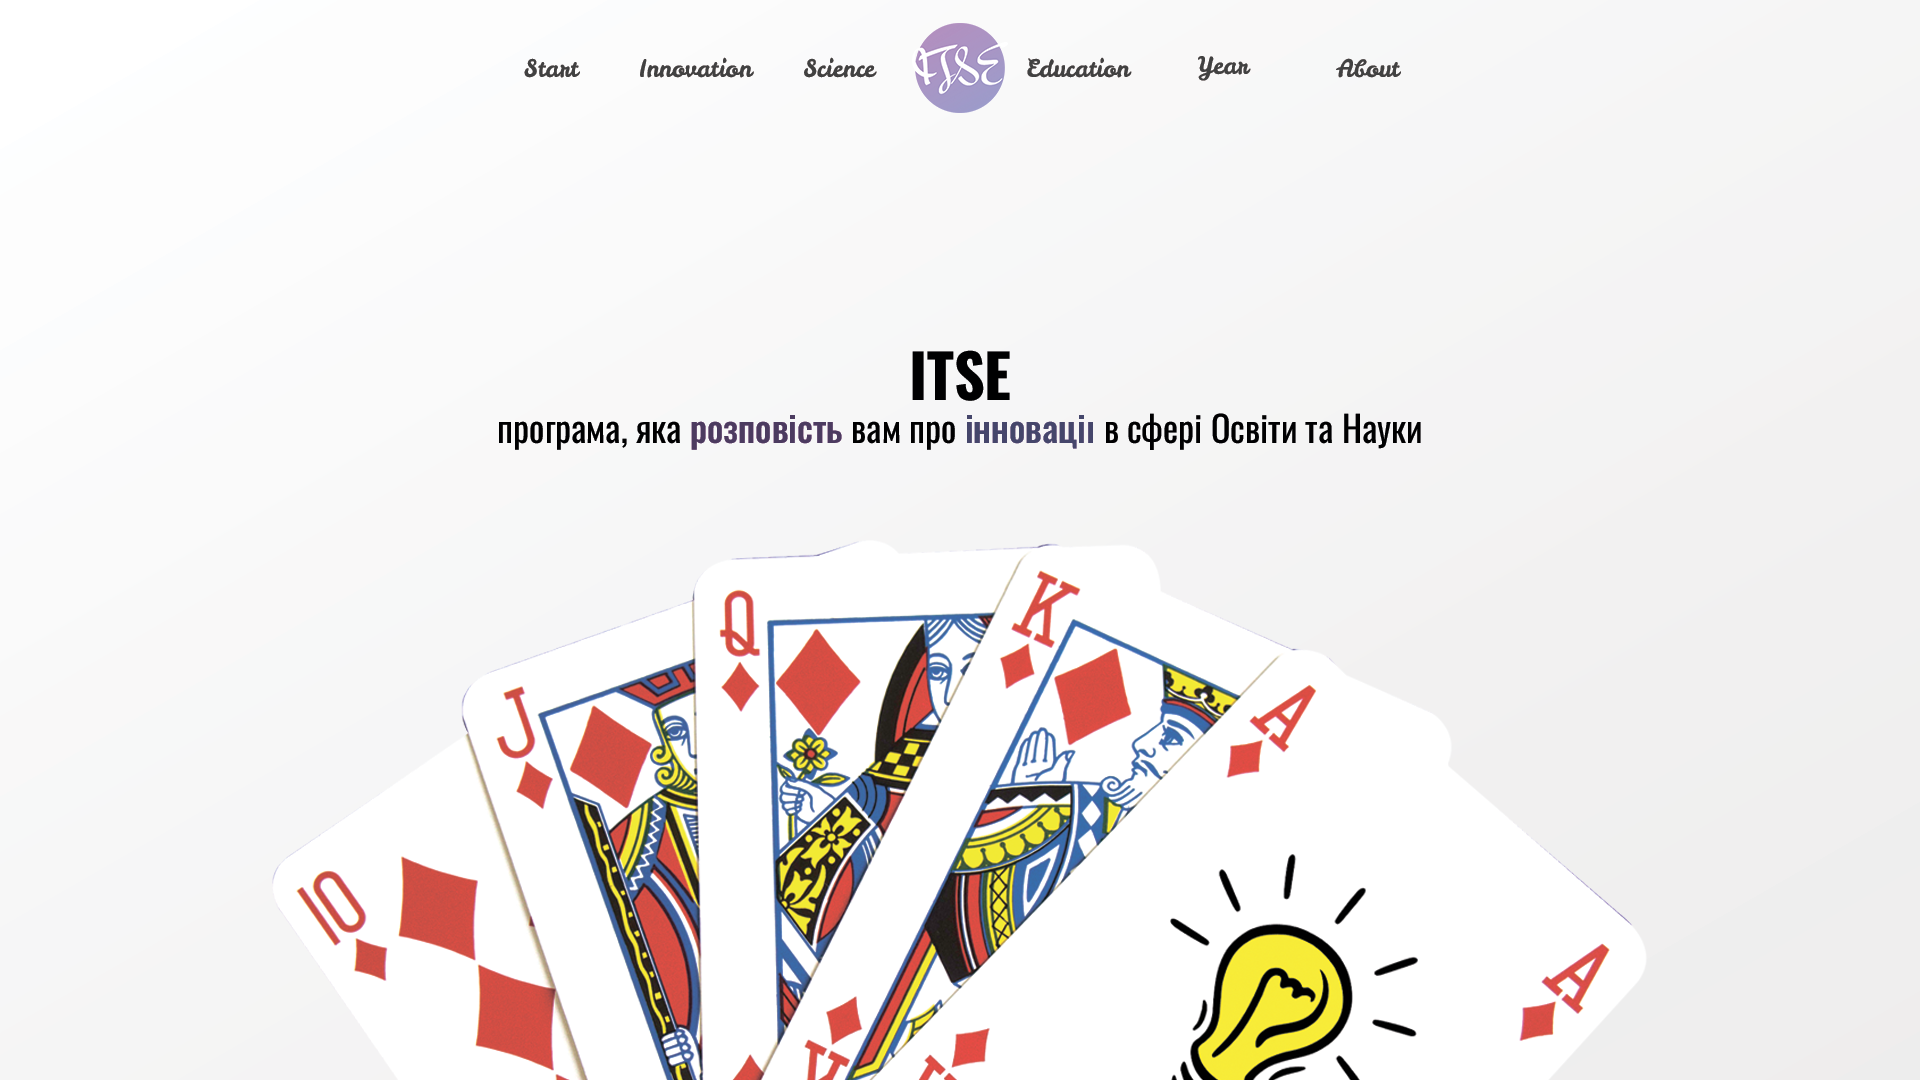 Start Innovation Science ITSE Education Year About
ITSE
програма, яка розповість вам про інновації в сфері Освіти та Науки
Q
K
J
A
10
A